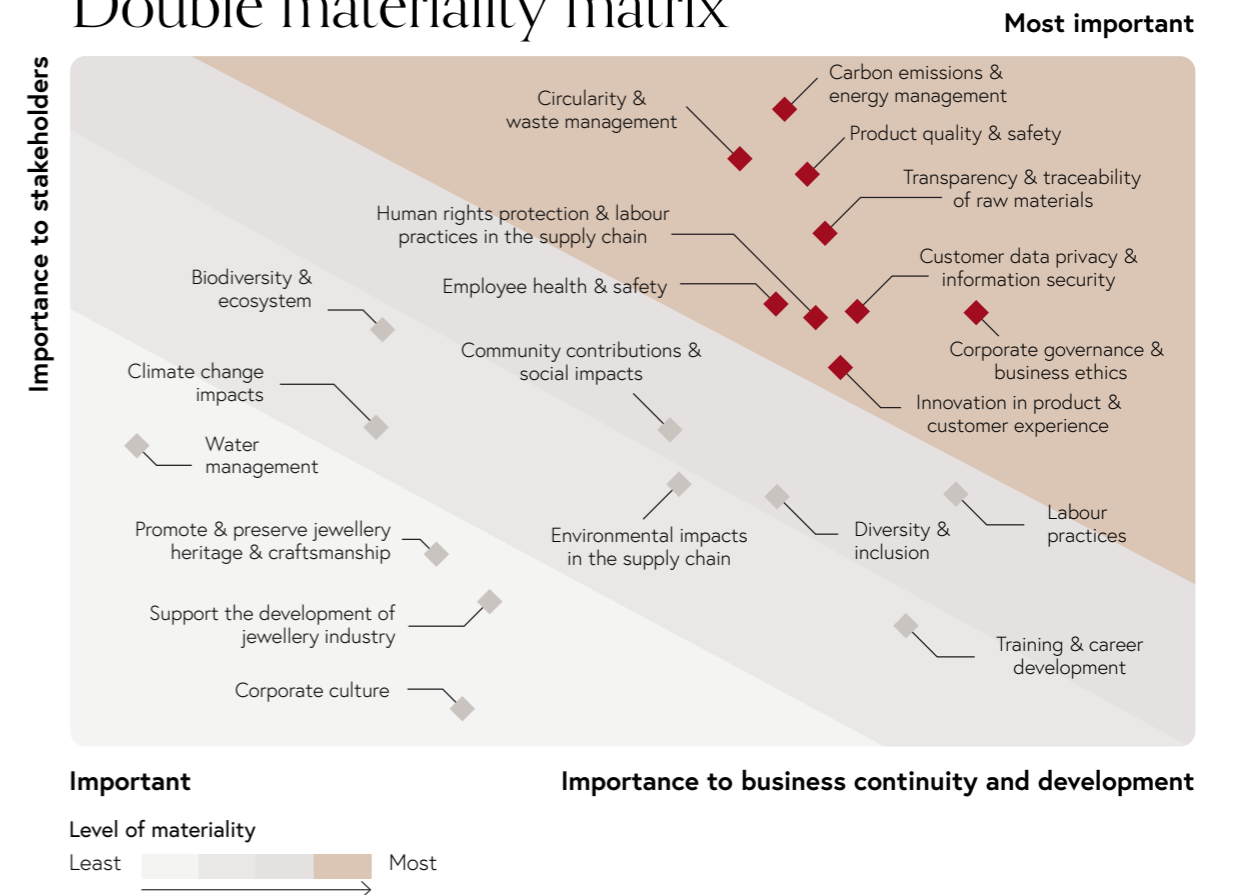 Double materiality matrix
Most important
Importance to stakeholders
Carbon emissions &
energy management
Circularity &
waste management
Product quality & safety
Transparency & traceability
of raw materials
Human rights protection & labour
practices in the supply chain
Customer data privacy &
information security
Biodiversity &
ecosystem
Employee health & safety
Community contributions &
social impacts
Corporate governance &
business ethics
Climate change
impacts
Innovation in product &
customer experience
Water
management
Labour
practices
Promote & preserve jewellery
heritage & craftsmanship
Environmental impacts
in the supply chain
Diversity &
inclusion
Support the development of
jewellery industry
Training & career
development
Corporate culture
Important
Importance to business continuity and development
Level of materiality
Least
Most